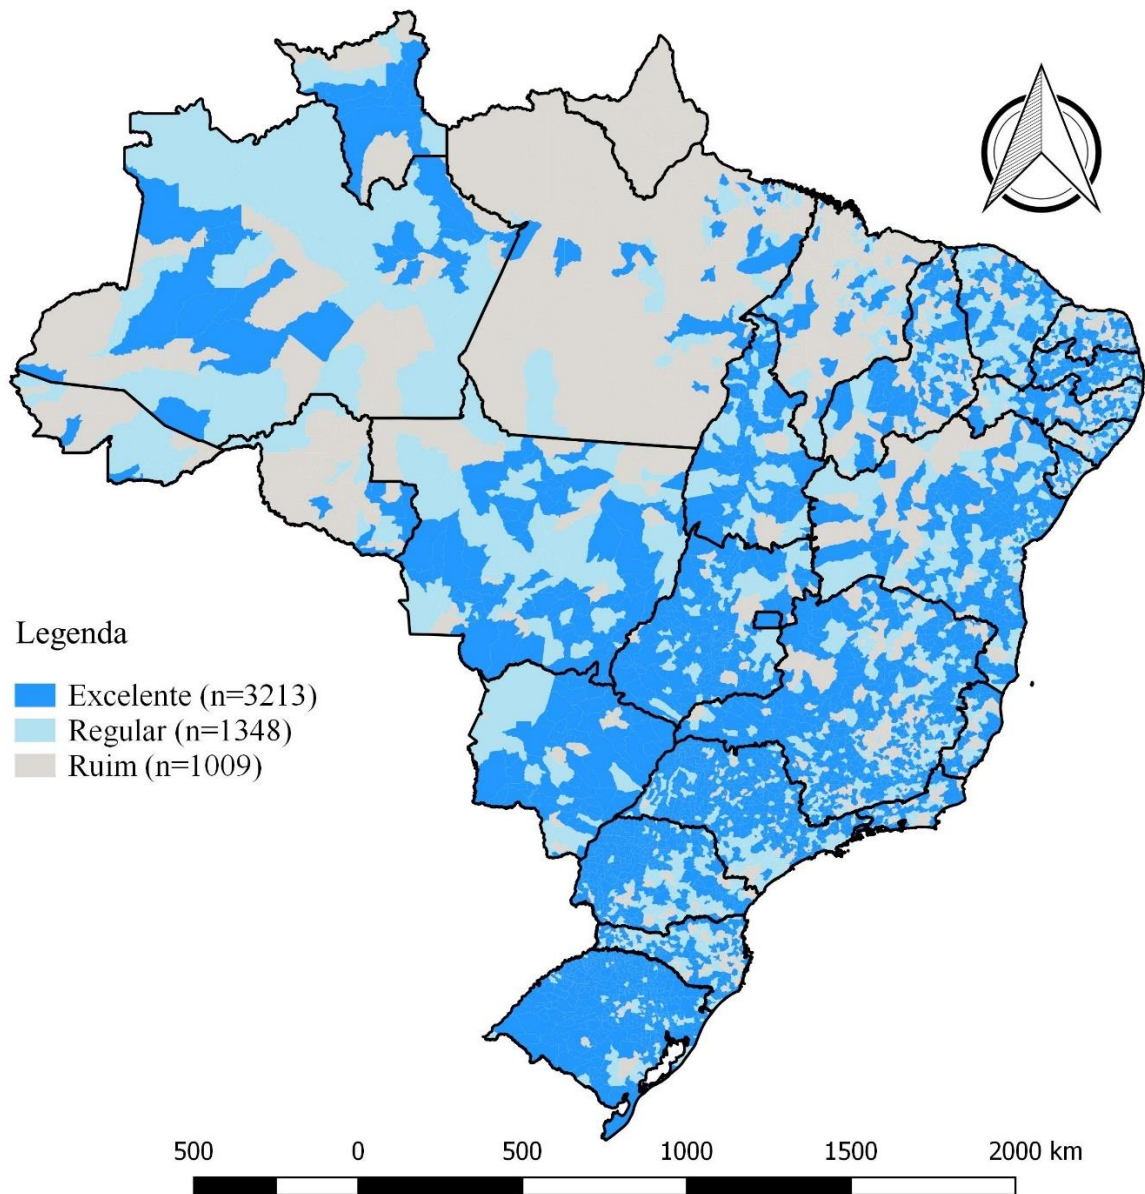 Legenda
Excelente (n=3213)
Regular (n=1348)
Ruim (n=1009)
500 0 500 1000 1500 2000 km